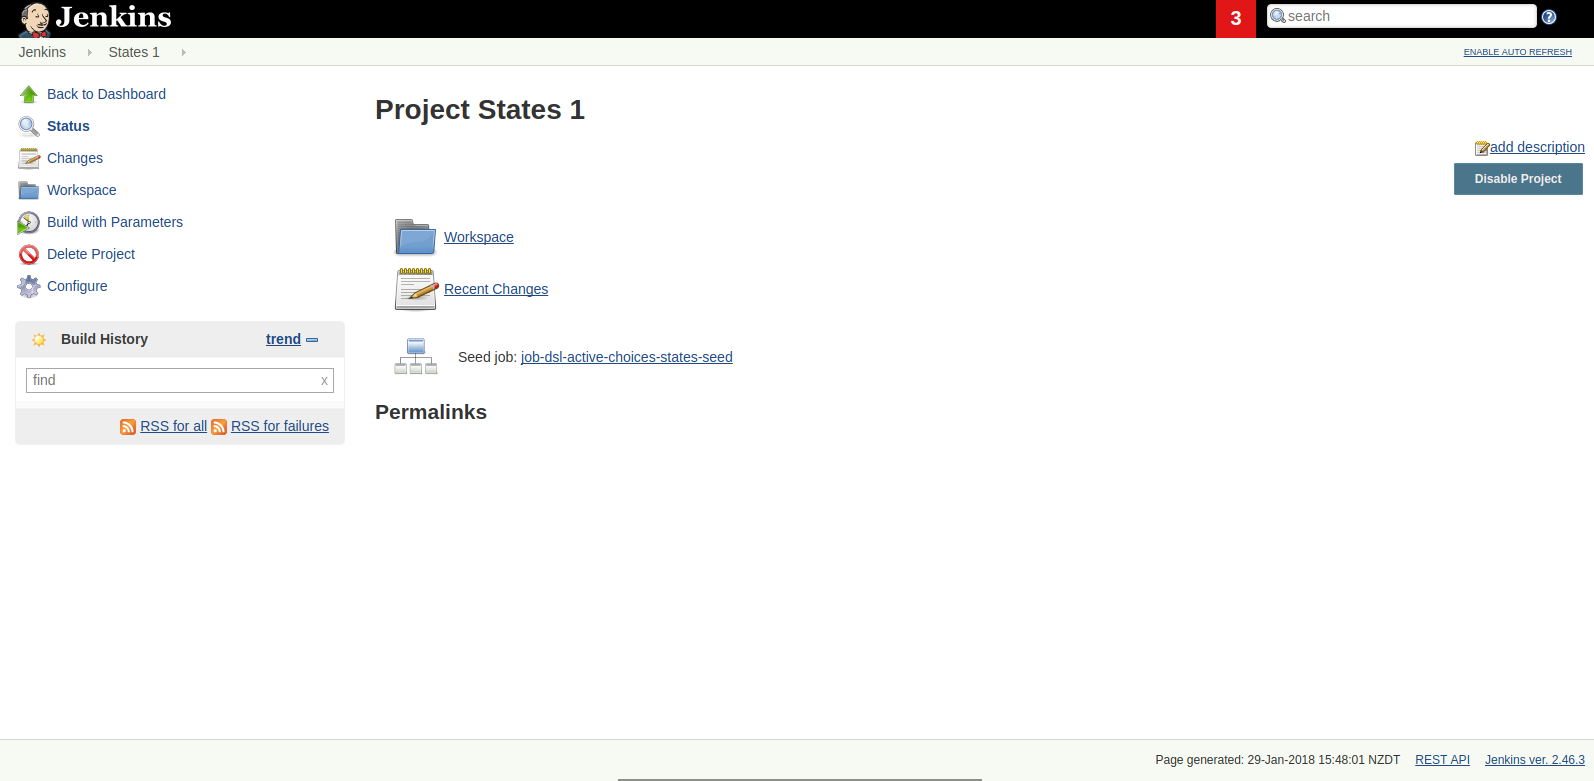 Jenkins
3
search
Jenkins States 1
ENABLE AUTO REFRESH
Back to Dashboard
Status
Changes
Workspace
Build with Parameters
Delete Project
Configure
Build History trend
find x
RSS for all RSS for failures
Project States 1
add description
Disable Project
Workspace
Recent Changes
Seed job: job-dsl-active-choices-states-seed
Permalinks
Page generated: 29-Jan-2018 15:48:01 NZDT REST API Jenkins ver. 2.46.3